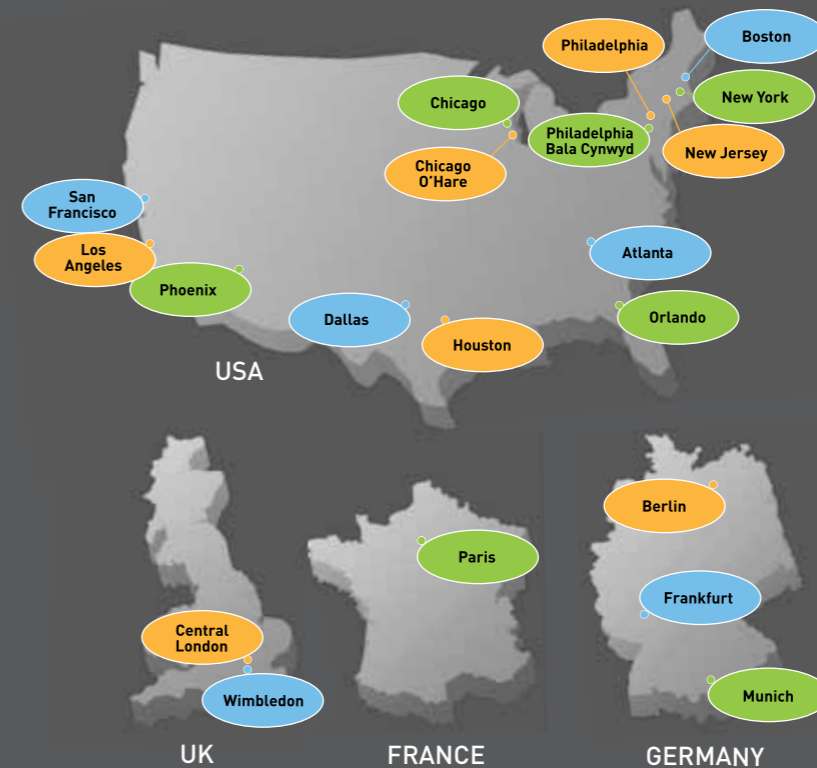 Boston
Philadelphia
New York
Chicago
Philadelphia
Bala Cynwyd
New Jersey
Chicago
O'Hare
San
Francisco
Los
Angeles
Atlanta
Phoenix
Dallas
Orlando
Houston
USA
Berlin
Paris
Frankfurt
Central
London
Wimbledon
Munich
UK
FRANCE
GERMANY